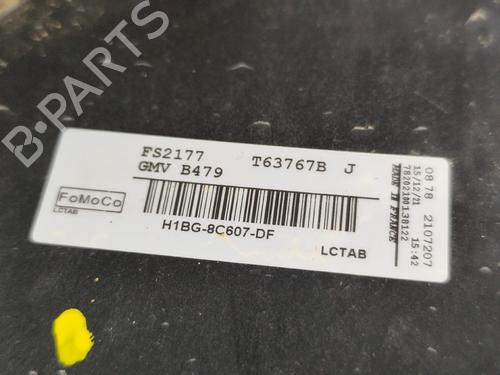 B-PARTS
FS2177 T63767B J
GMV B479
FoMoCo
LCTAB
H1BG-8C607-DF
LCTAB
08 78 2107207
15/12/21 15:42
78202100138122
MADE IN FRANCE